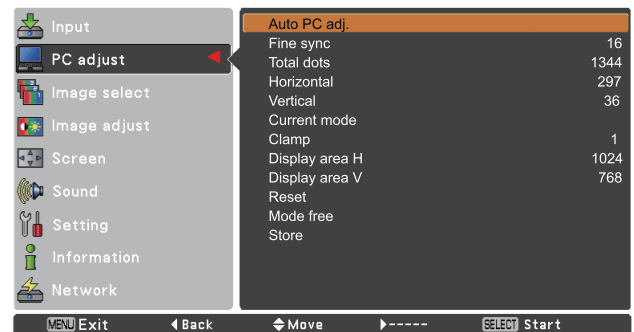 Input
PC adjust
Image select
Image adjust
Screen
Sound
Setting
Information
Network
Auto PC adj.
Fine sync 16
Total dots 1344
Horizontal 297
Vertical 36
Current mode
Clamp 1
Display area H 1024
Display area V 768
Reset
Mode free
Store
MENU Exit Back Move ----- SELECT Start